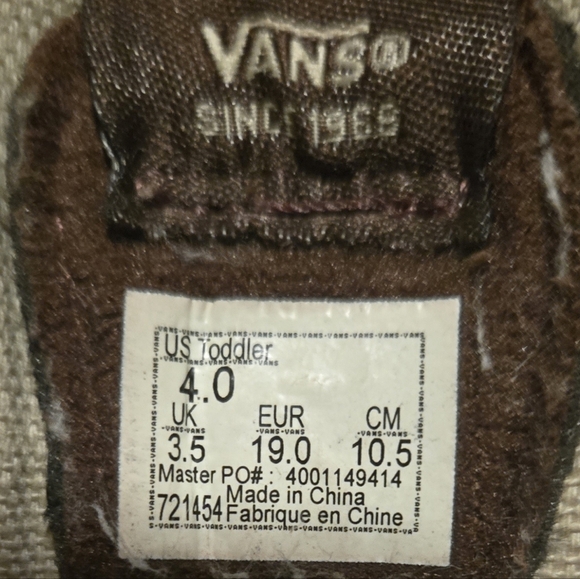 VANS®
SINCE 1966
US Toddler
4.0
UK EUR CM
3.5 19.0 10.5
Master PO# : 4001149414
721454 Made in China
Fabrique en Chine